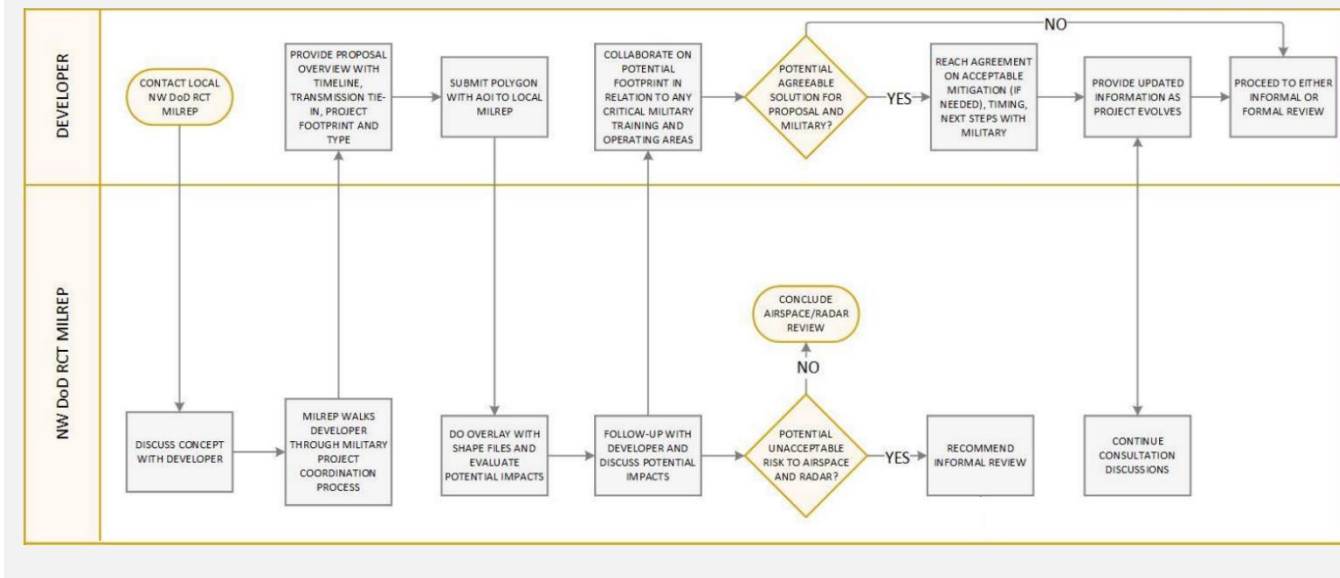 DEVELOPER
CONTACT LOCAL
NW DoD RCT
MILREP
PROVIDE PROPOSAL
OVERVIEW WITH
TIMELINE,
TRANSMISSION TIE-
IN, PROJECT
FOOTPRINT AND
TYPE
SUBMIT POLYGON
WITH AOI TO LOCAL
MILREP
COLLABORATE ON
POTENTIAL
FOOTPRINT IN
RELATION TO ANY
CRITICAL MILITARY
TRAINING AND
OPERATING AREAS
POTENTIAL
AGREEABLE
SOLUTION FOR
PROPOSAL AND
MILITARY?
NO
YES
REACH AGREEMENT
ON ACCEPTABLE
MITIGATION (IF
NEEDED), TIMING,
NEXT STEPS WITH
MILITARY
PROVIDE UPDATED
INFORMATION AS
PROJECT EVOLVES
PROCEED TO EITHER
INFORMAL OR
FORMAL REVIEW
NW DoD RCT MILREP
DISCUSS CONCEPT
WITH DEVELOPER
MILREP WALKS
DEVELOPER
THROUGH MILITARY
PROJECT
COORDINATION
PROCESS
DO OVERLAY WITH
SHAPE FILES AND
EVALUATE
POTENTIAL IMPACTS
FOLLOW-UP WITH
DEVELOPER AND
DISCUSS POTENTIAL
IMPACTS
CONCLUDE
AIRSPACE/RADAR
REVIEW
NO
POTENTIAL
UNACCEPTABLE
RISK TO AIRSPACE
AND RADAR?
YES
RECOMMEND
INFORMAL REVIEW
CONTINUE
CONSULTATION
DISCUSSIONS